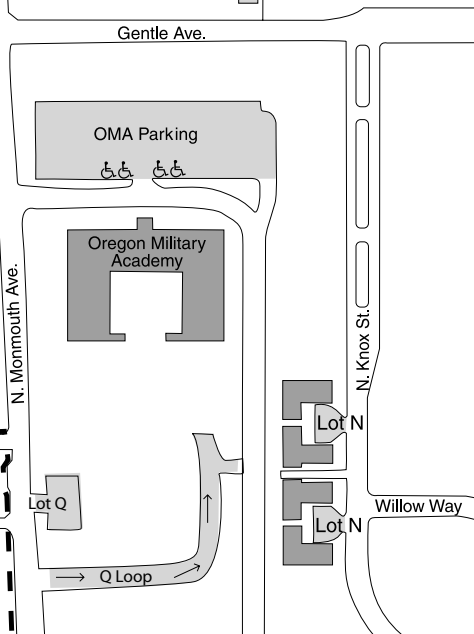 Gentle Ave.
OMA Parking
Oregon Military
Academy
N. Monmouth Ave.
N. Knox St.
Lot N
Lot Q
Willow Way
Lot N
Q Loop